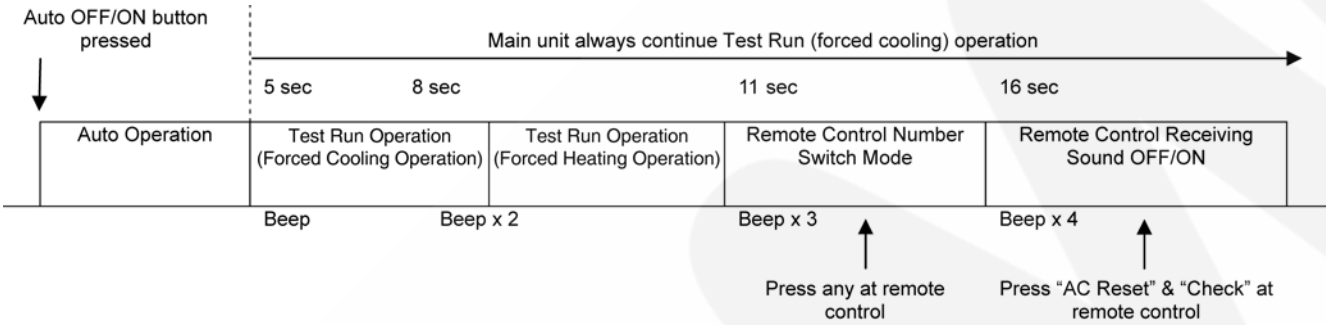 Auto OFF/ON button
pressed
Main unit always continue Test Run (forced cooling) operation
5 sec
8 sec
11 sec
16 sec
Auto Operation
Test Run Operation
(Forced Cooling Operation)
Test Run Operation
(Forced Heating Operation)
Remote Control Number
Switch Mode
Remote Control Receiving
Sound OFF/ON
Beep
Beep x 2
Beep x 3
Beep x 4
Press any at remote
control
Press “AC Reset” & “Check” at
remote control